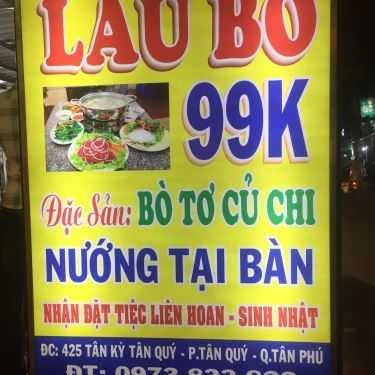 LẨU BÒ
99K
Đặc Sản: BÒ TƠ CỦ CHI
NƯỚNG TẠI BÀN
NHẬN ĐẶT TIỆC LIÊN HOAN - SINH NHẬT
ĐC: 425 TÂN KỲ TÂN QUÝ - P.TÂN QUÝ - Q.TÂN PHÚ
ĐT: